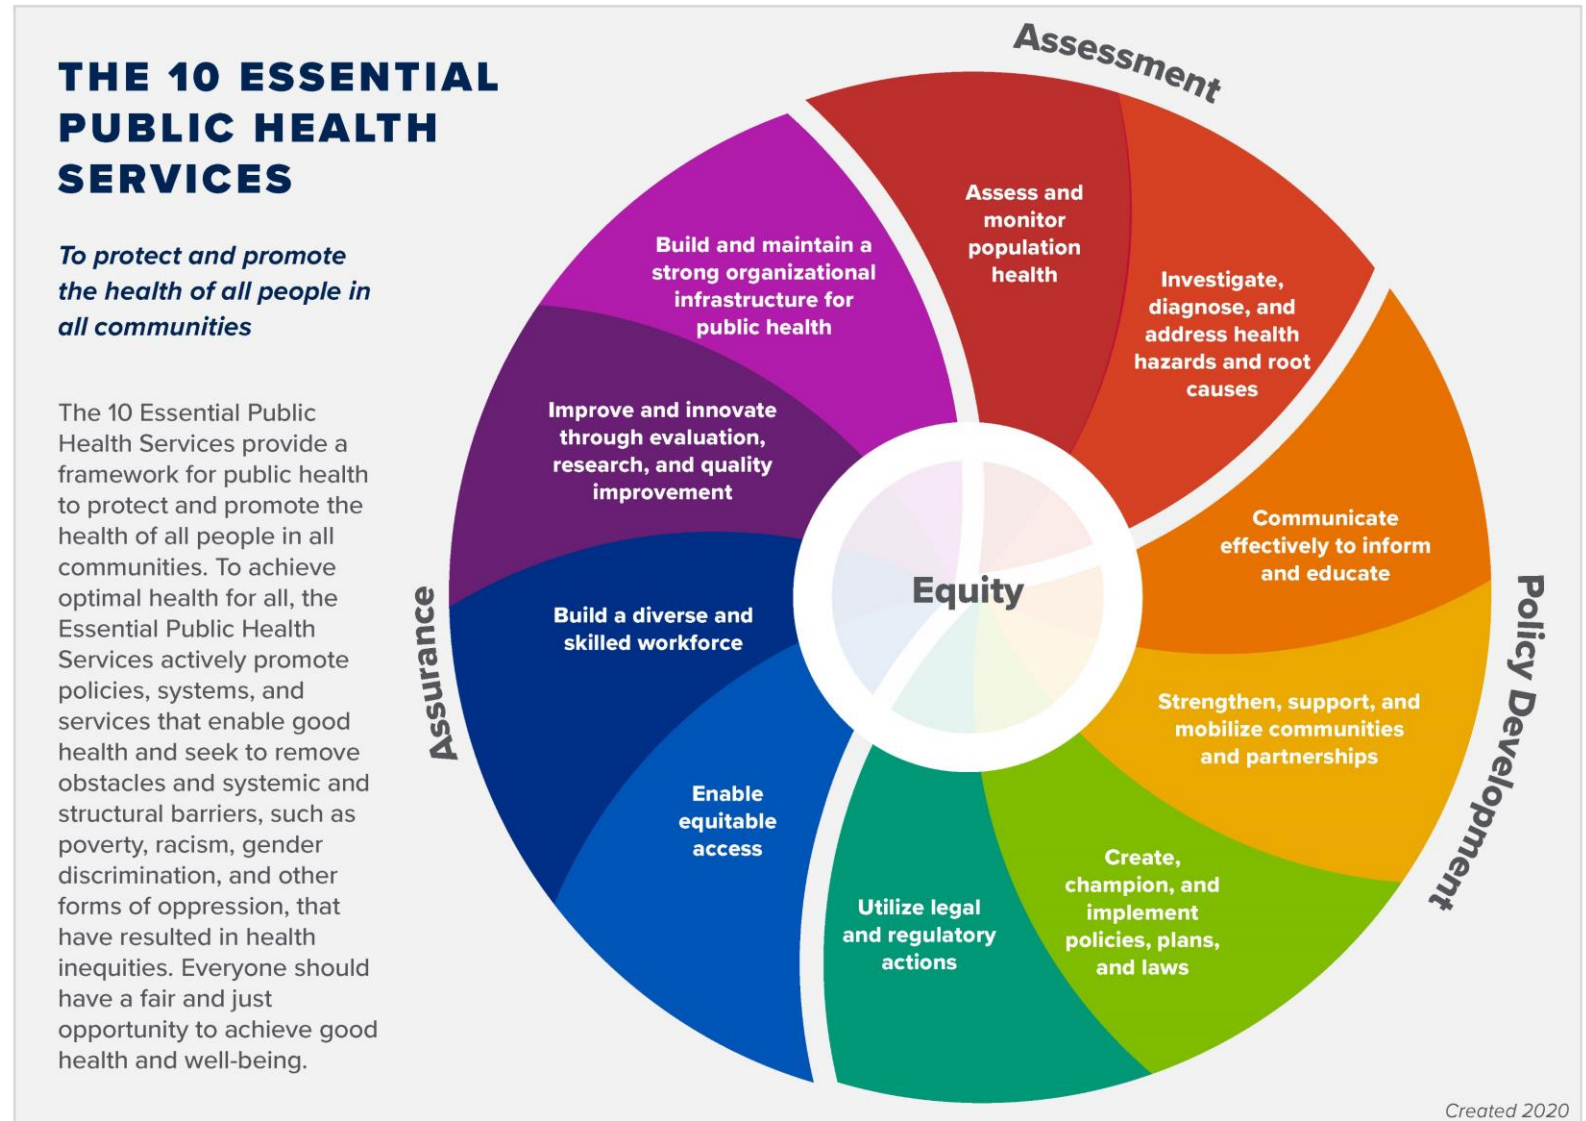 THE 10 ESSENTIAL
PUBLIC HEALTH
SERVICES
To protect and promote
the health of all people in
all communities
The 10 Essential Public
Health Services provide a
framework for public health
to protect and promote the
health of all people in all
communities. To achieve
optimal health for all, the
Essential Public Health
Services actively promote
policies, systems, and
services that enable good
health and seek to remove
obstacles and systemic and
structural barriers, such as
poverty, racism, gender
discrimination, and other
forms of oppression, that
have resulted in health
inequities. Everyone should
have a fair and just
opportunity to achieve good
health and well-being.
Assessment
Assess and
monitor
population
health
Investigate,
diagnose, and
address health
hazards and root
causes
Policy Development
Communicate
effectively to inform
and educate
Strengthen, support, and
mobilize communities
and partnerships
Create,
champion, and
implement
policies, plans,
and laws
Utilize legal
and regulatory
actions
Assurance
Enable
equitable
access
Build a diverse and
skilled workforce
Improve and innovate
through evaluation,
research, and quality
improvement
Build and maintain a
strong organizational
infrastructure for
public health
Equity
Created 2020